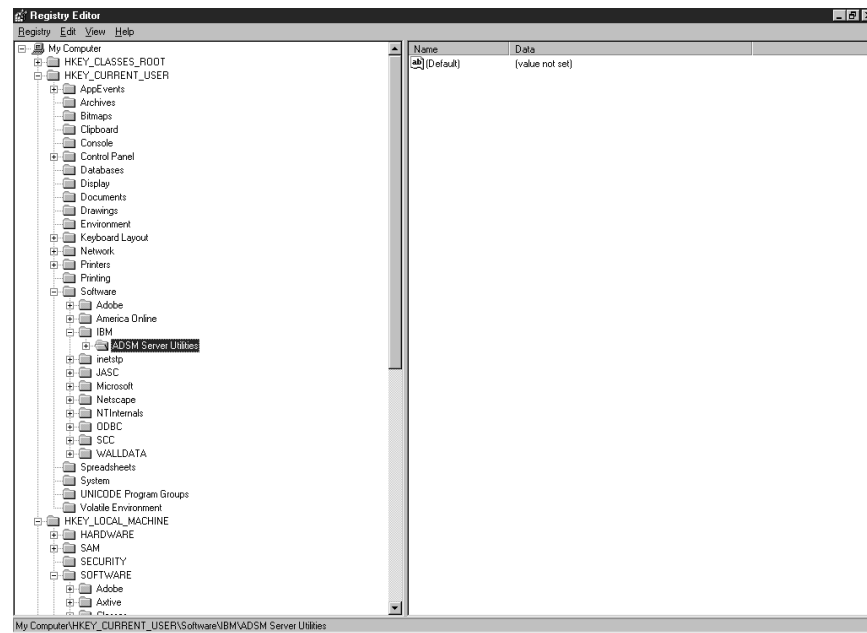 Registry Editor
Registry Edit View Help
My Computer
HKEY_CLASSES_ROOT
HKEY_CURRENT_USER
AppEvents
Archives
Bitmaps
Clipboard
Console
Control Panel
Databases
Display
Documents
Drawings
Environment
Keyboard Layout
Network
Printers
Printing
Software
Adobe
America Online
IBM
ADSM Server Utilities
inetstp
JASC
Microsoft
Netscape
NTInternals
ODBC
SCC
WALLDATA
Spreadsheets
System
UNICODE Program Groups
Volatile Environment
HKEY_LOCAL_MACHINE
HARDWARE
SAM
SECURITY
SOFTWARE
Adobe
Axtive
Name Data
ab (Default) (value not set)
My Computer\HKEY_CURRENT_USER\Software\IBM\ADSM Server Utilities